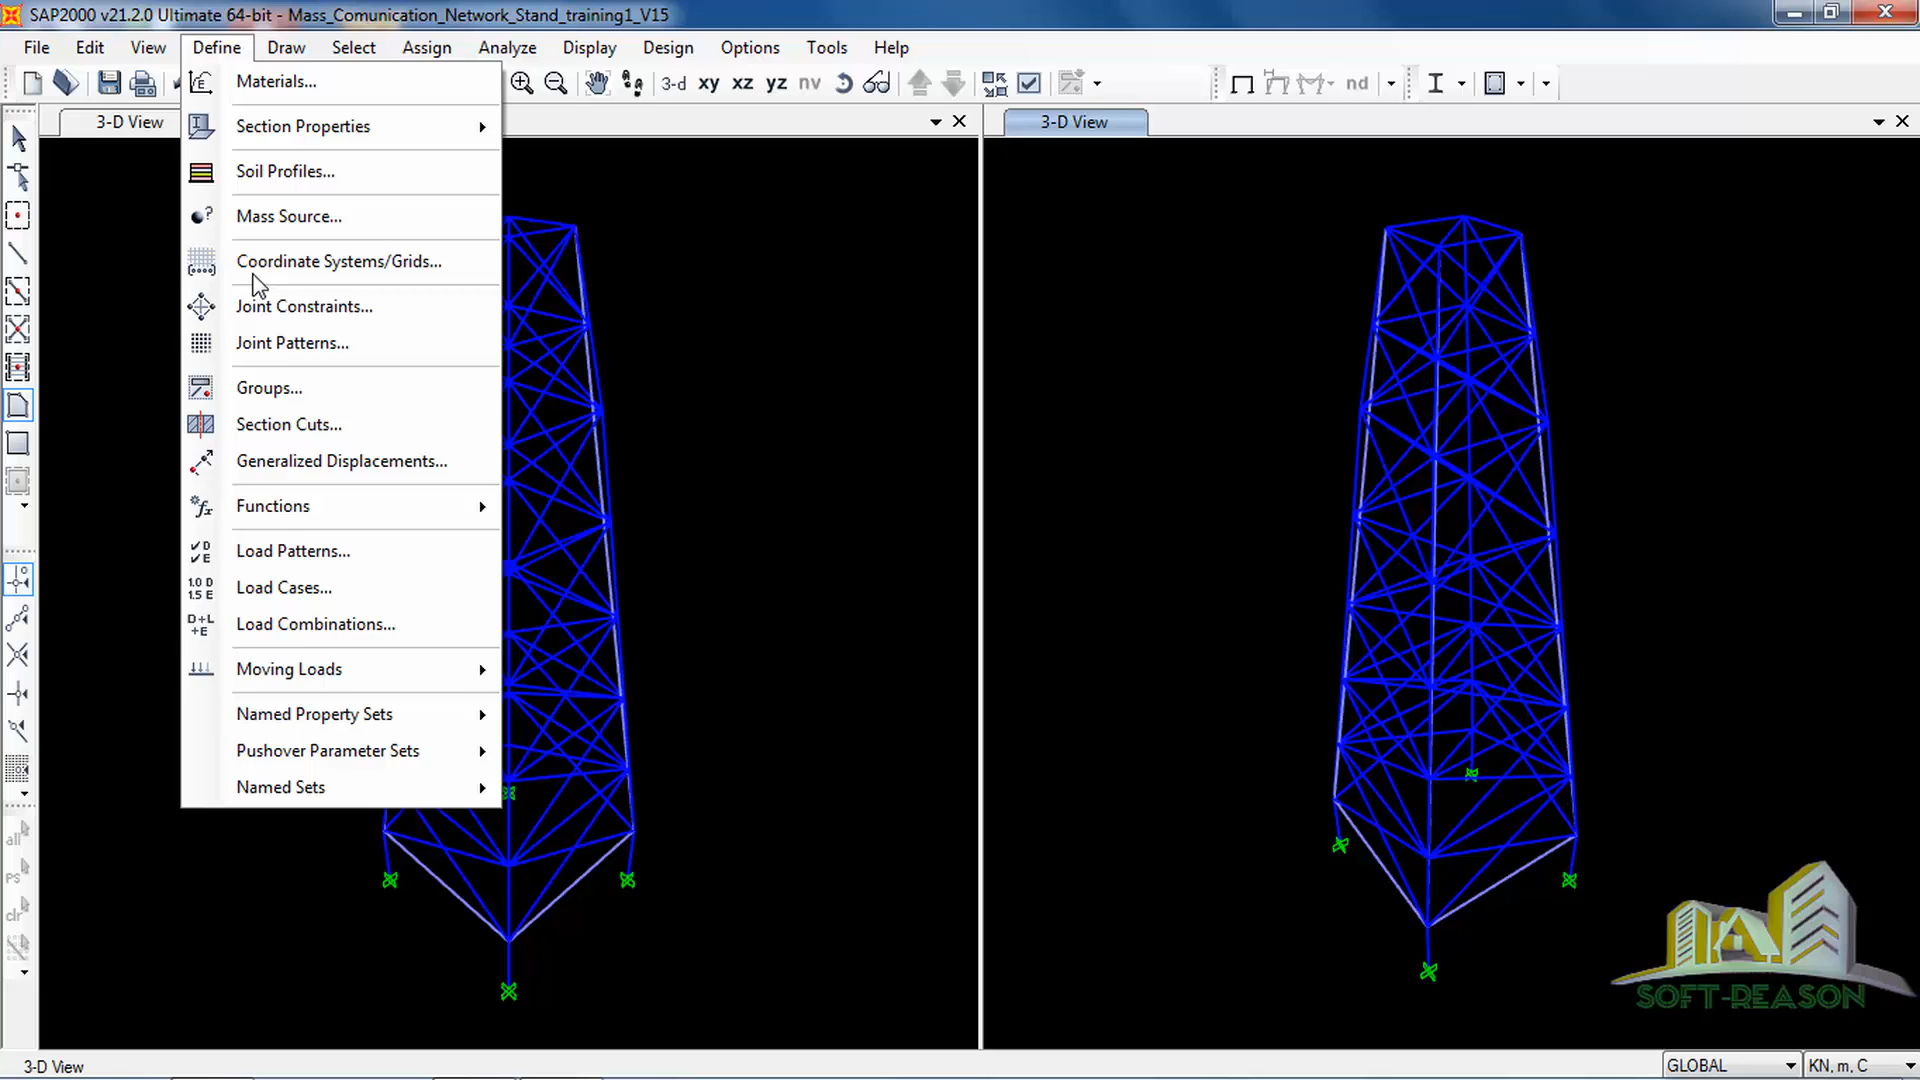 SAP2000 v21.2.0 Ultimate 64-bit - Mass_Comunication_Network_Stand_training1_V15
File Edit View Define Draw Select Assign Analyze Display Design Options Tools Help
3-d xy xz yz nv nd
3-D View
3-D View
Materials...
Section Properties
Soil Profiles...
Mass Source...
Coordinate Systems/Grids...
Joint Constraints...
Joint Patterns...
Groups...
Section Cuts...
Generalized Displacements...
Functions
Load Patterns...
Load Cases...
Load Combinations...
Moving Loads
Named Property Sets
Pushover Parameter Sets
Named Sets
all
ps
clr
SOFT-REASON
3-D View
GLOBAL
KN, m, C